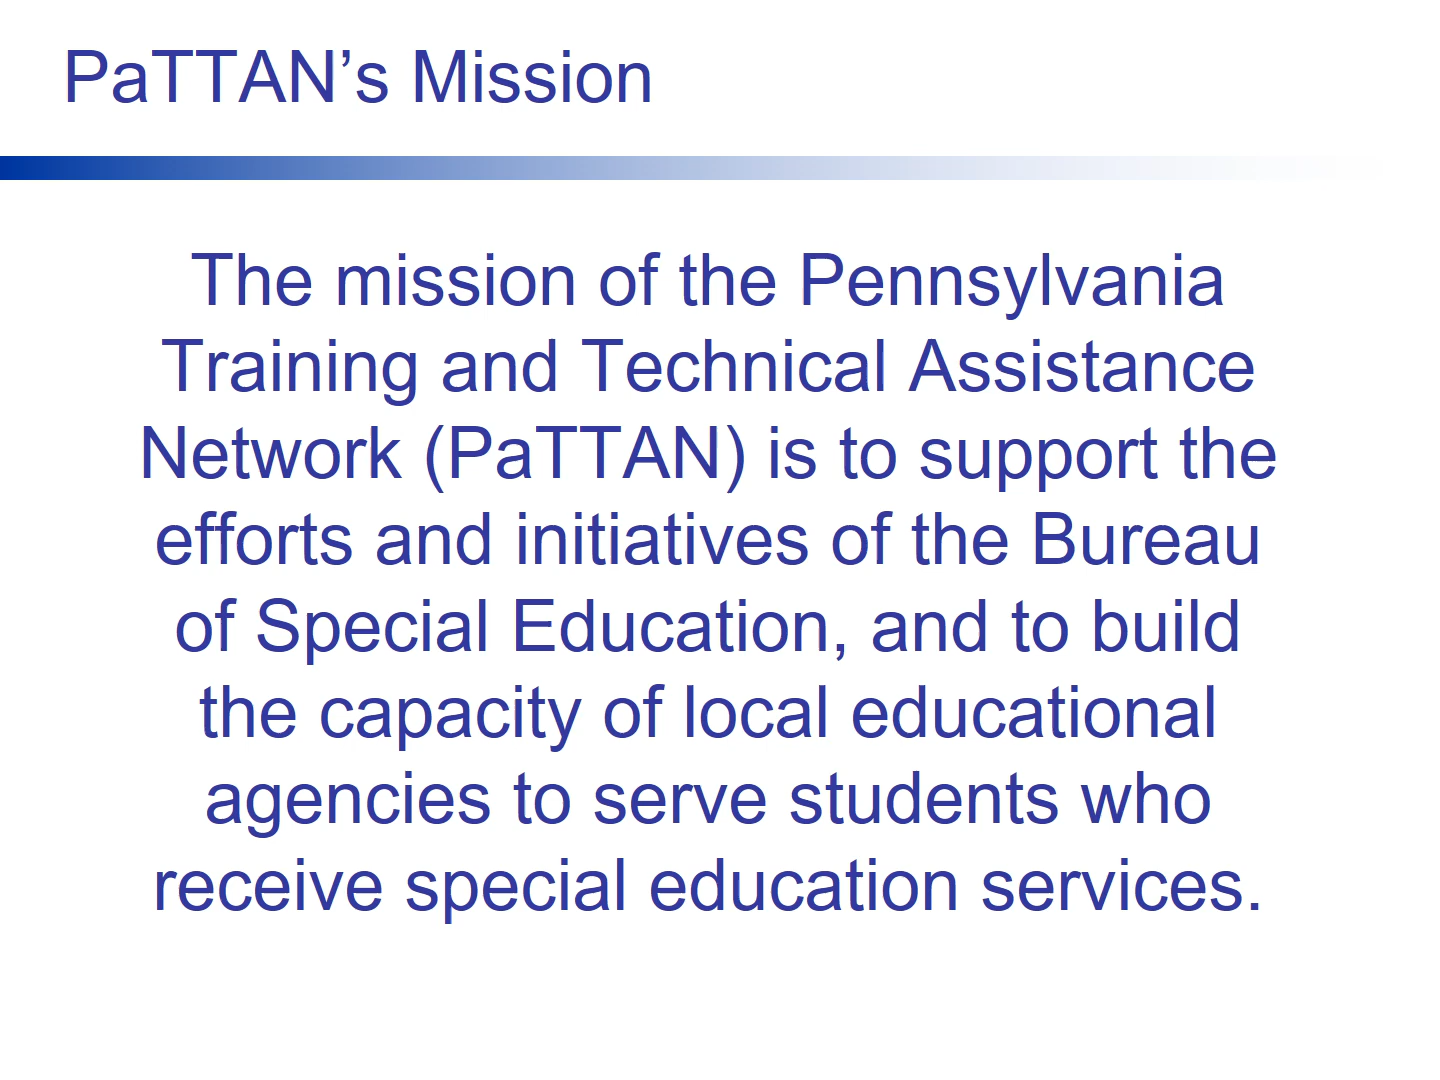 PaTTAN’s Mission
The mission of the Pennsylvania
Training and Technical Assistance
Network (PaTTAN) is to support the
efforts and initiatives of the Bureau
of Special Education, and to build
the capacity of local educational
agencies to serve students who
receive special education services.